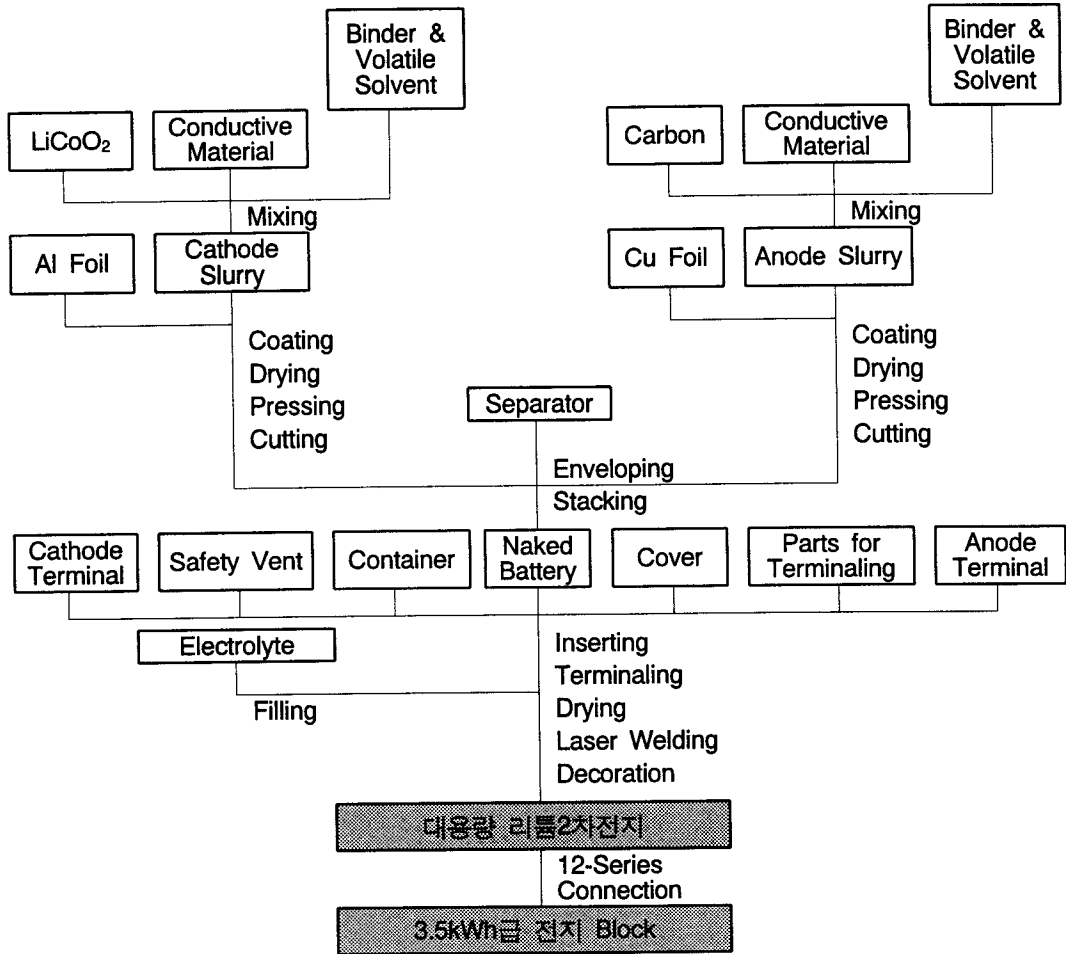 Binder &
Volatile
Solvent
LiCoO₂
Conductive
Material
Mixing
Al Foil
Cathode
Slurry
Coating
Drying
Pressing
Cutting
Binder &
Volatile
Solvent
Carbon
Conductive
Material
Mixing
Cu Foil
Anode Slurry
Coating
Drying
Pressing
Cutting
Separator
Enveloping
Stacking
Cathode
Terminal
Safety Vent
Container
Naked
Battery
Cover
Parts for
Terminaling
Anode
Terminal
Electrolyte
Filling
Inserting
Terminaling
Drying
Laser Welding
Decoration
대용량 리튬2차전지
12-Series
Connection
3.5kWh급 전지 Block